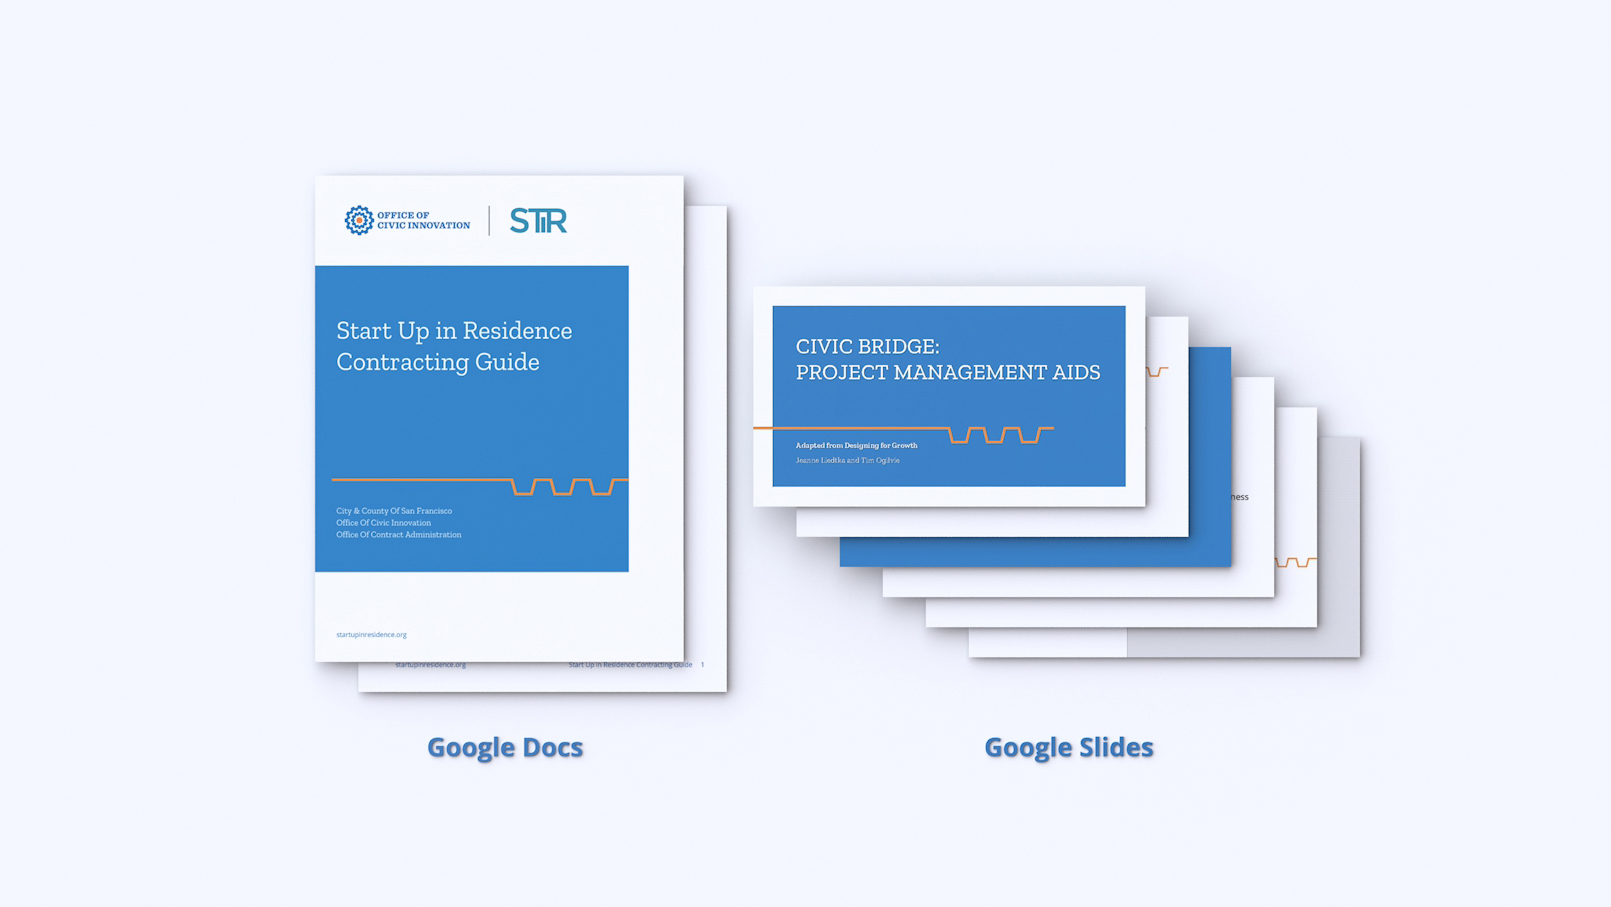 OFFICE OF
CIVIC INNOVATION
STiR
Start Up in Residence
Contracting Guide
City & County Of San Francisco
Office Of Civic Innovation
Office Of Contract Administration
startupinresidence.org
startupinresidence.org
Start Up in Residence Contracting Guide 1
CIVIC BRIDGE:
PROJECT MANAGEMENT AIDS
Adapted from Designing for Growth
Jeanne Liedtka and Tim Ogilvie
ness
Google Docs
Google Slides